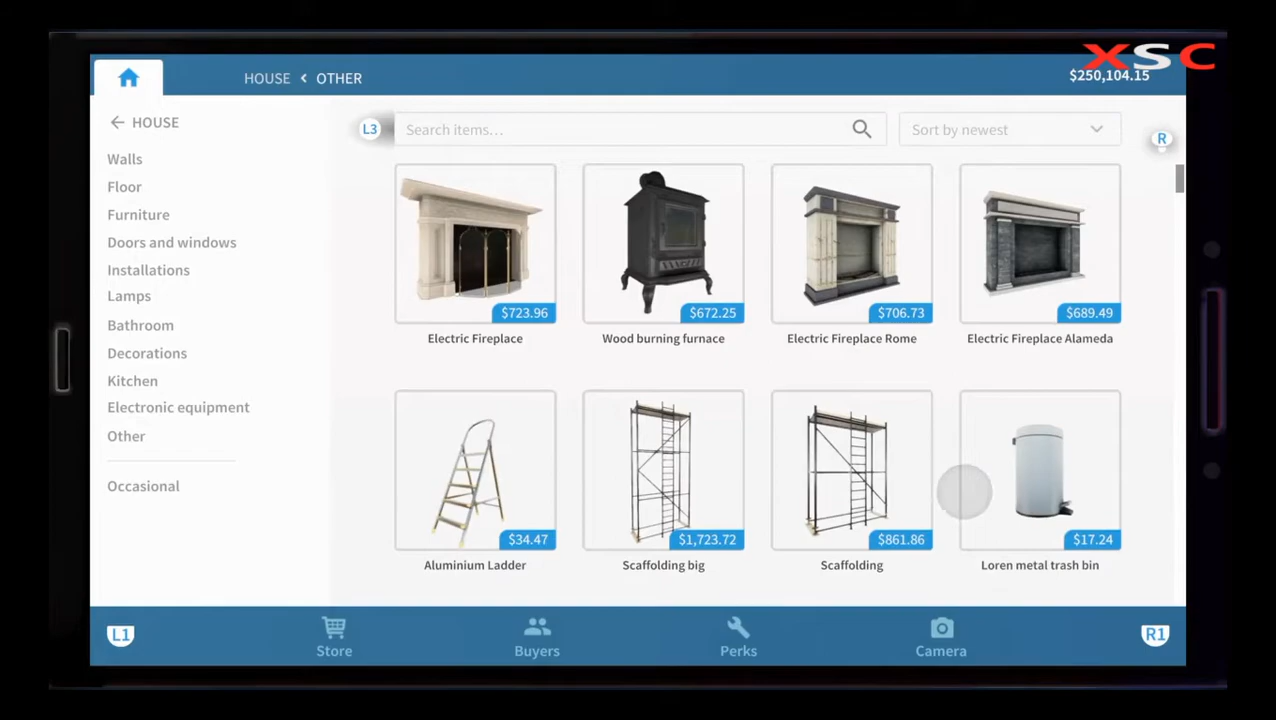 XSC
HOUSE < OTHER
$250,104.15
HOUSE
Walls
Floor
Furniture
Doors and windows
Installations
Lamps
Bathroom
Decorations
Kitchen
Electronic equipment
Other
Occasional
L3
Search items...
Sort by newest
R
$723.96
$672.25
$706.73
$689.49
Electric Fireplace
Wood burning furnace
Electric Fireplace Rome
Electric Fireplace Alameda
$34.47
$1,723.72
$861.86
$17.24
Aluminium Ladder
Scaffolding big
Scaffolding
Loren metal trash bin
L1
Store
Buyers
Perks
Camera
R1